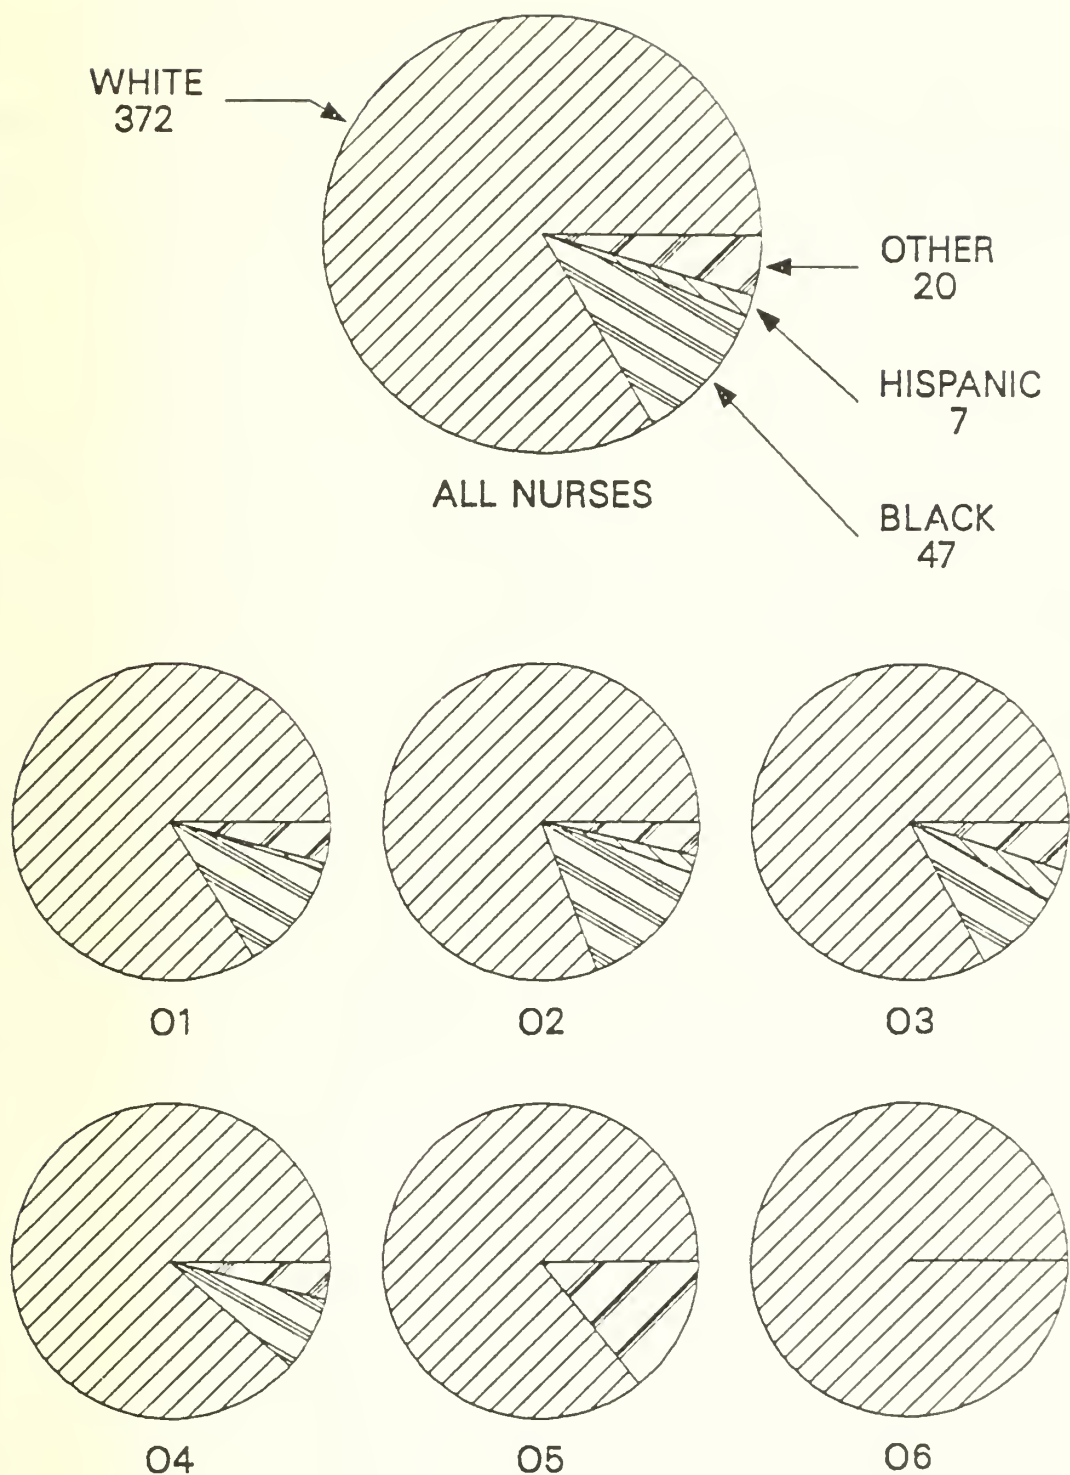 WHITE
372
OTHER
20
HISPANIC
7
BLACK
47
ALL NURSES
O1
O2
O3
O4
O5
O6